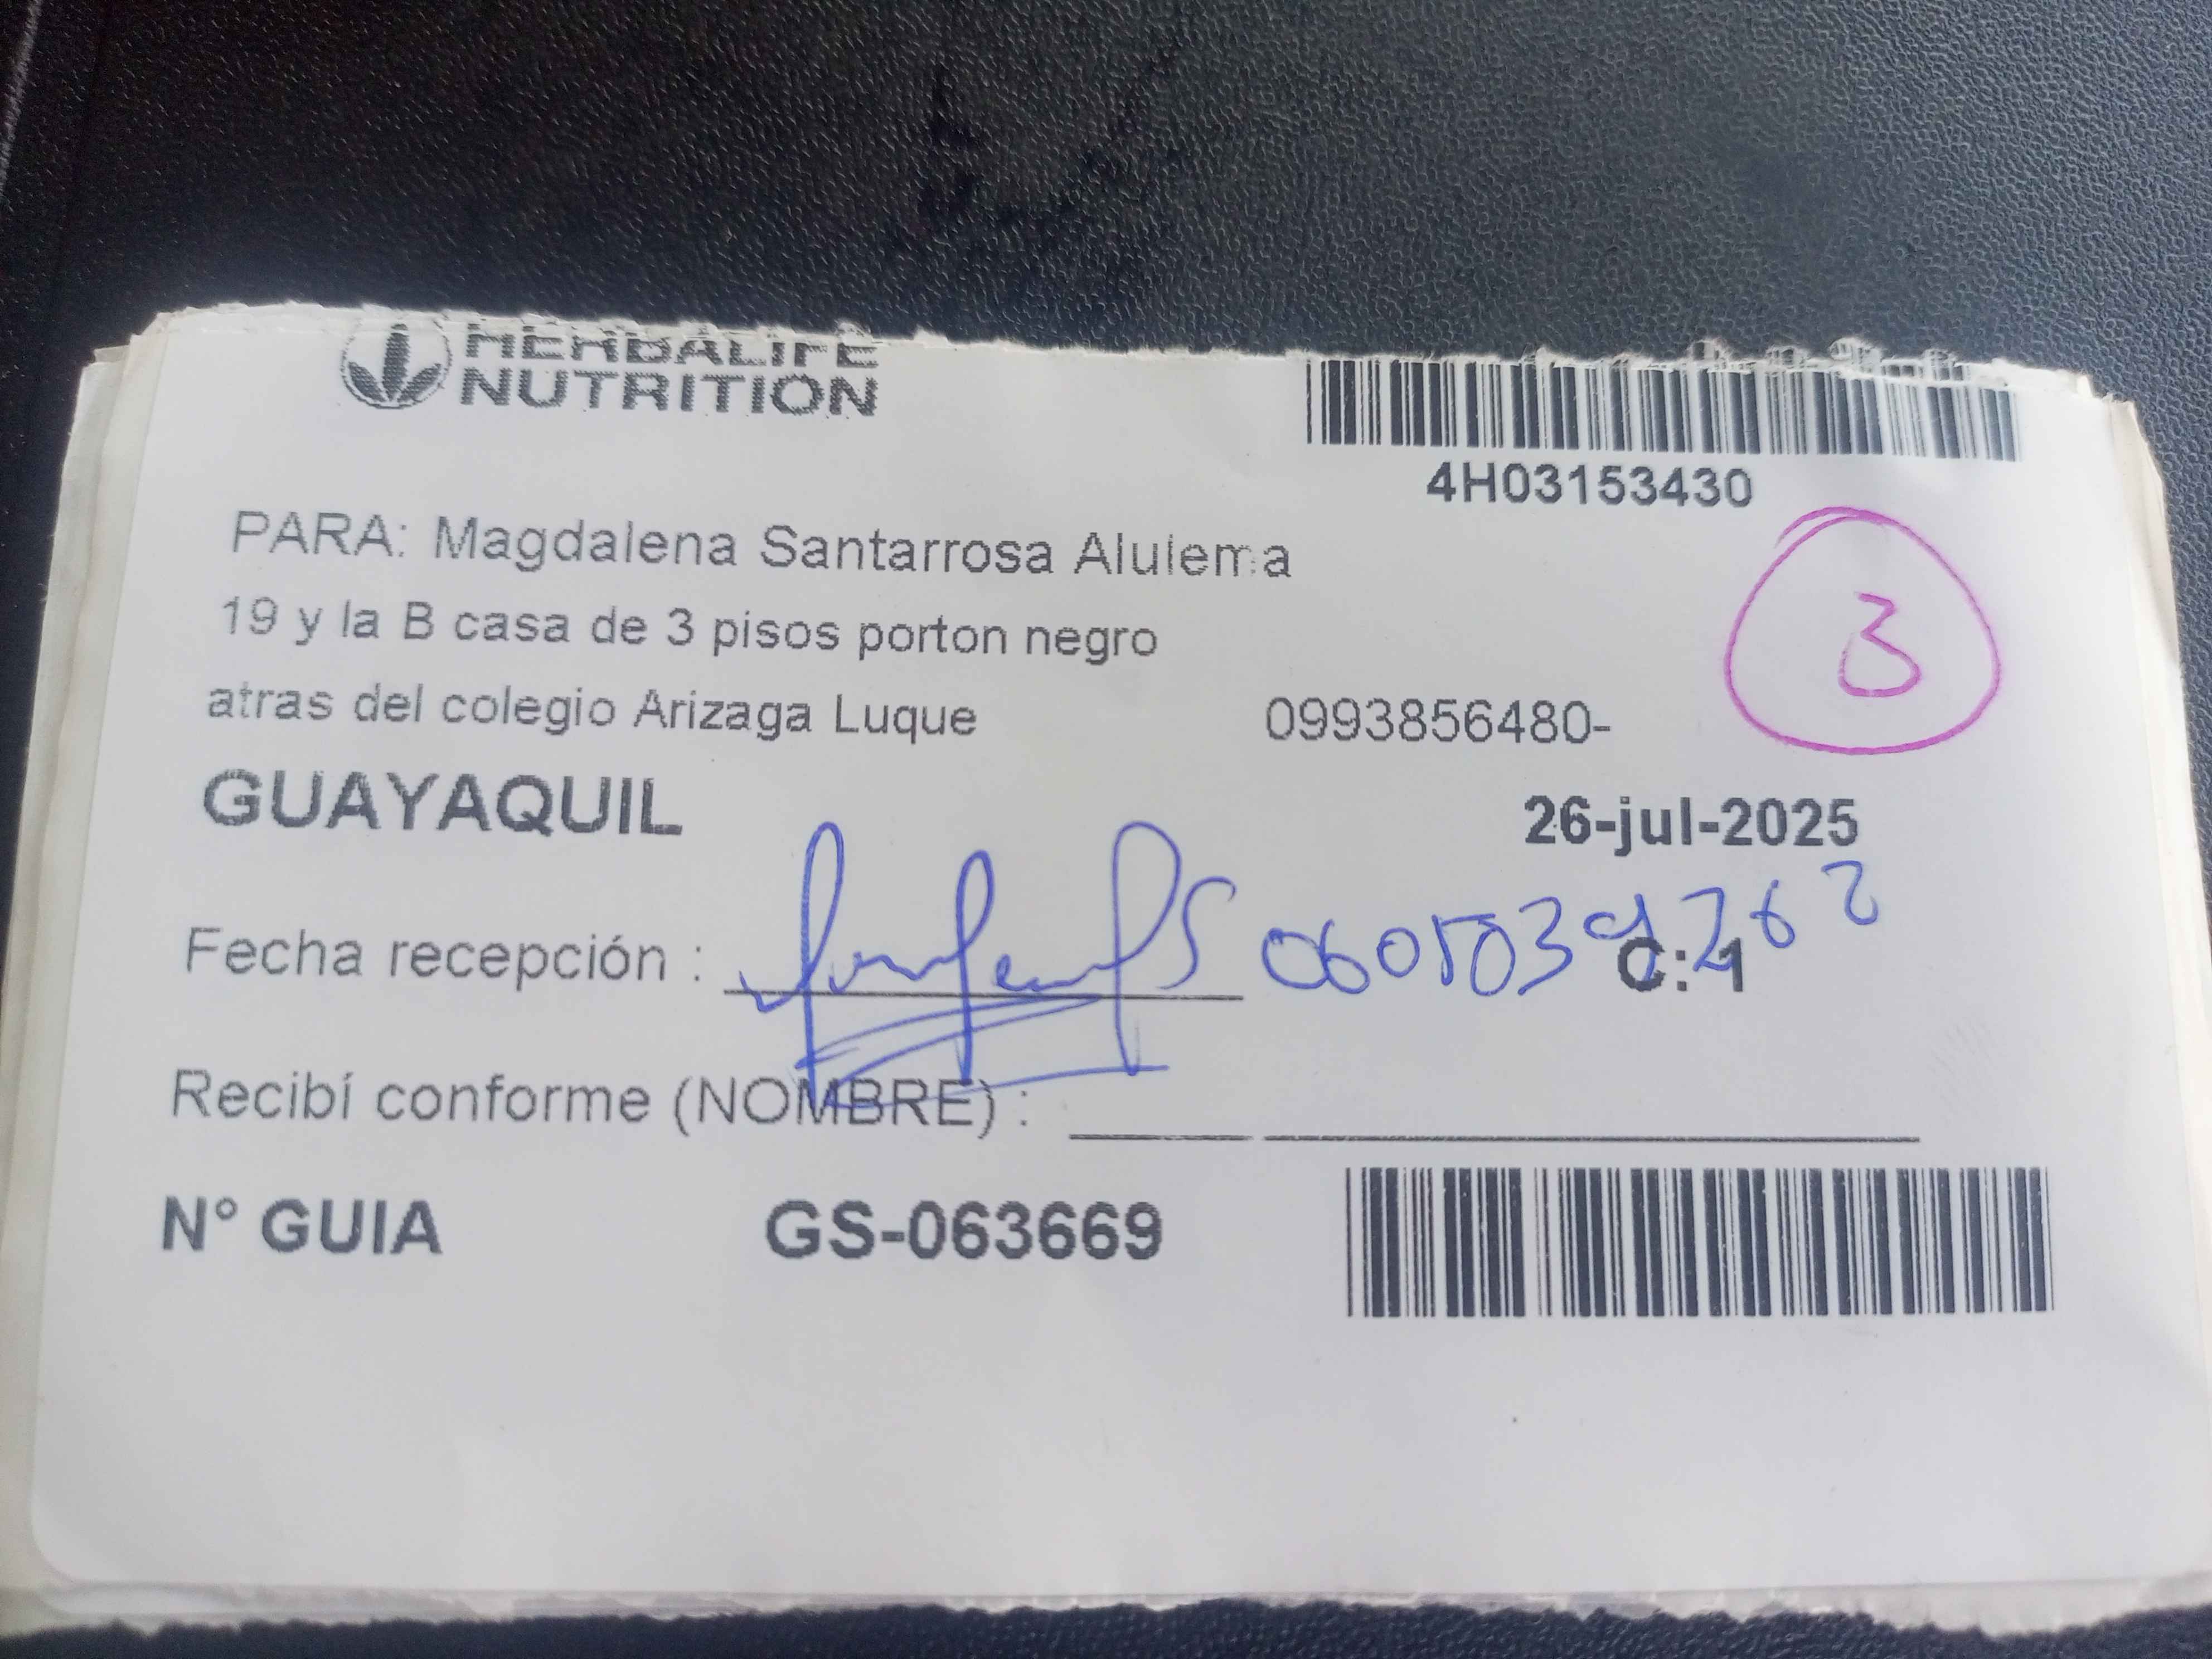 HERBALIFE
NUTRITION
4H03153430
PARA: Magdalena Santarrosa Alulema
3
19 y la B casa de 3 pisos porton negro
atras del colegio Arizaga Luque 0993856480-
GUAYAQUIL 26-jul-2025
Fecha recepción : C: 1
Recibí conforme (NOMBRE) :
N° GUIA GS-063669